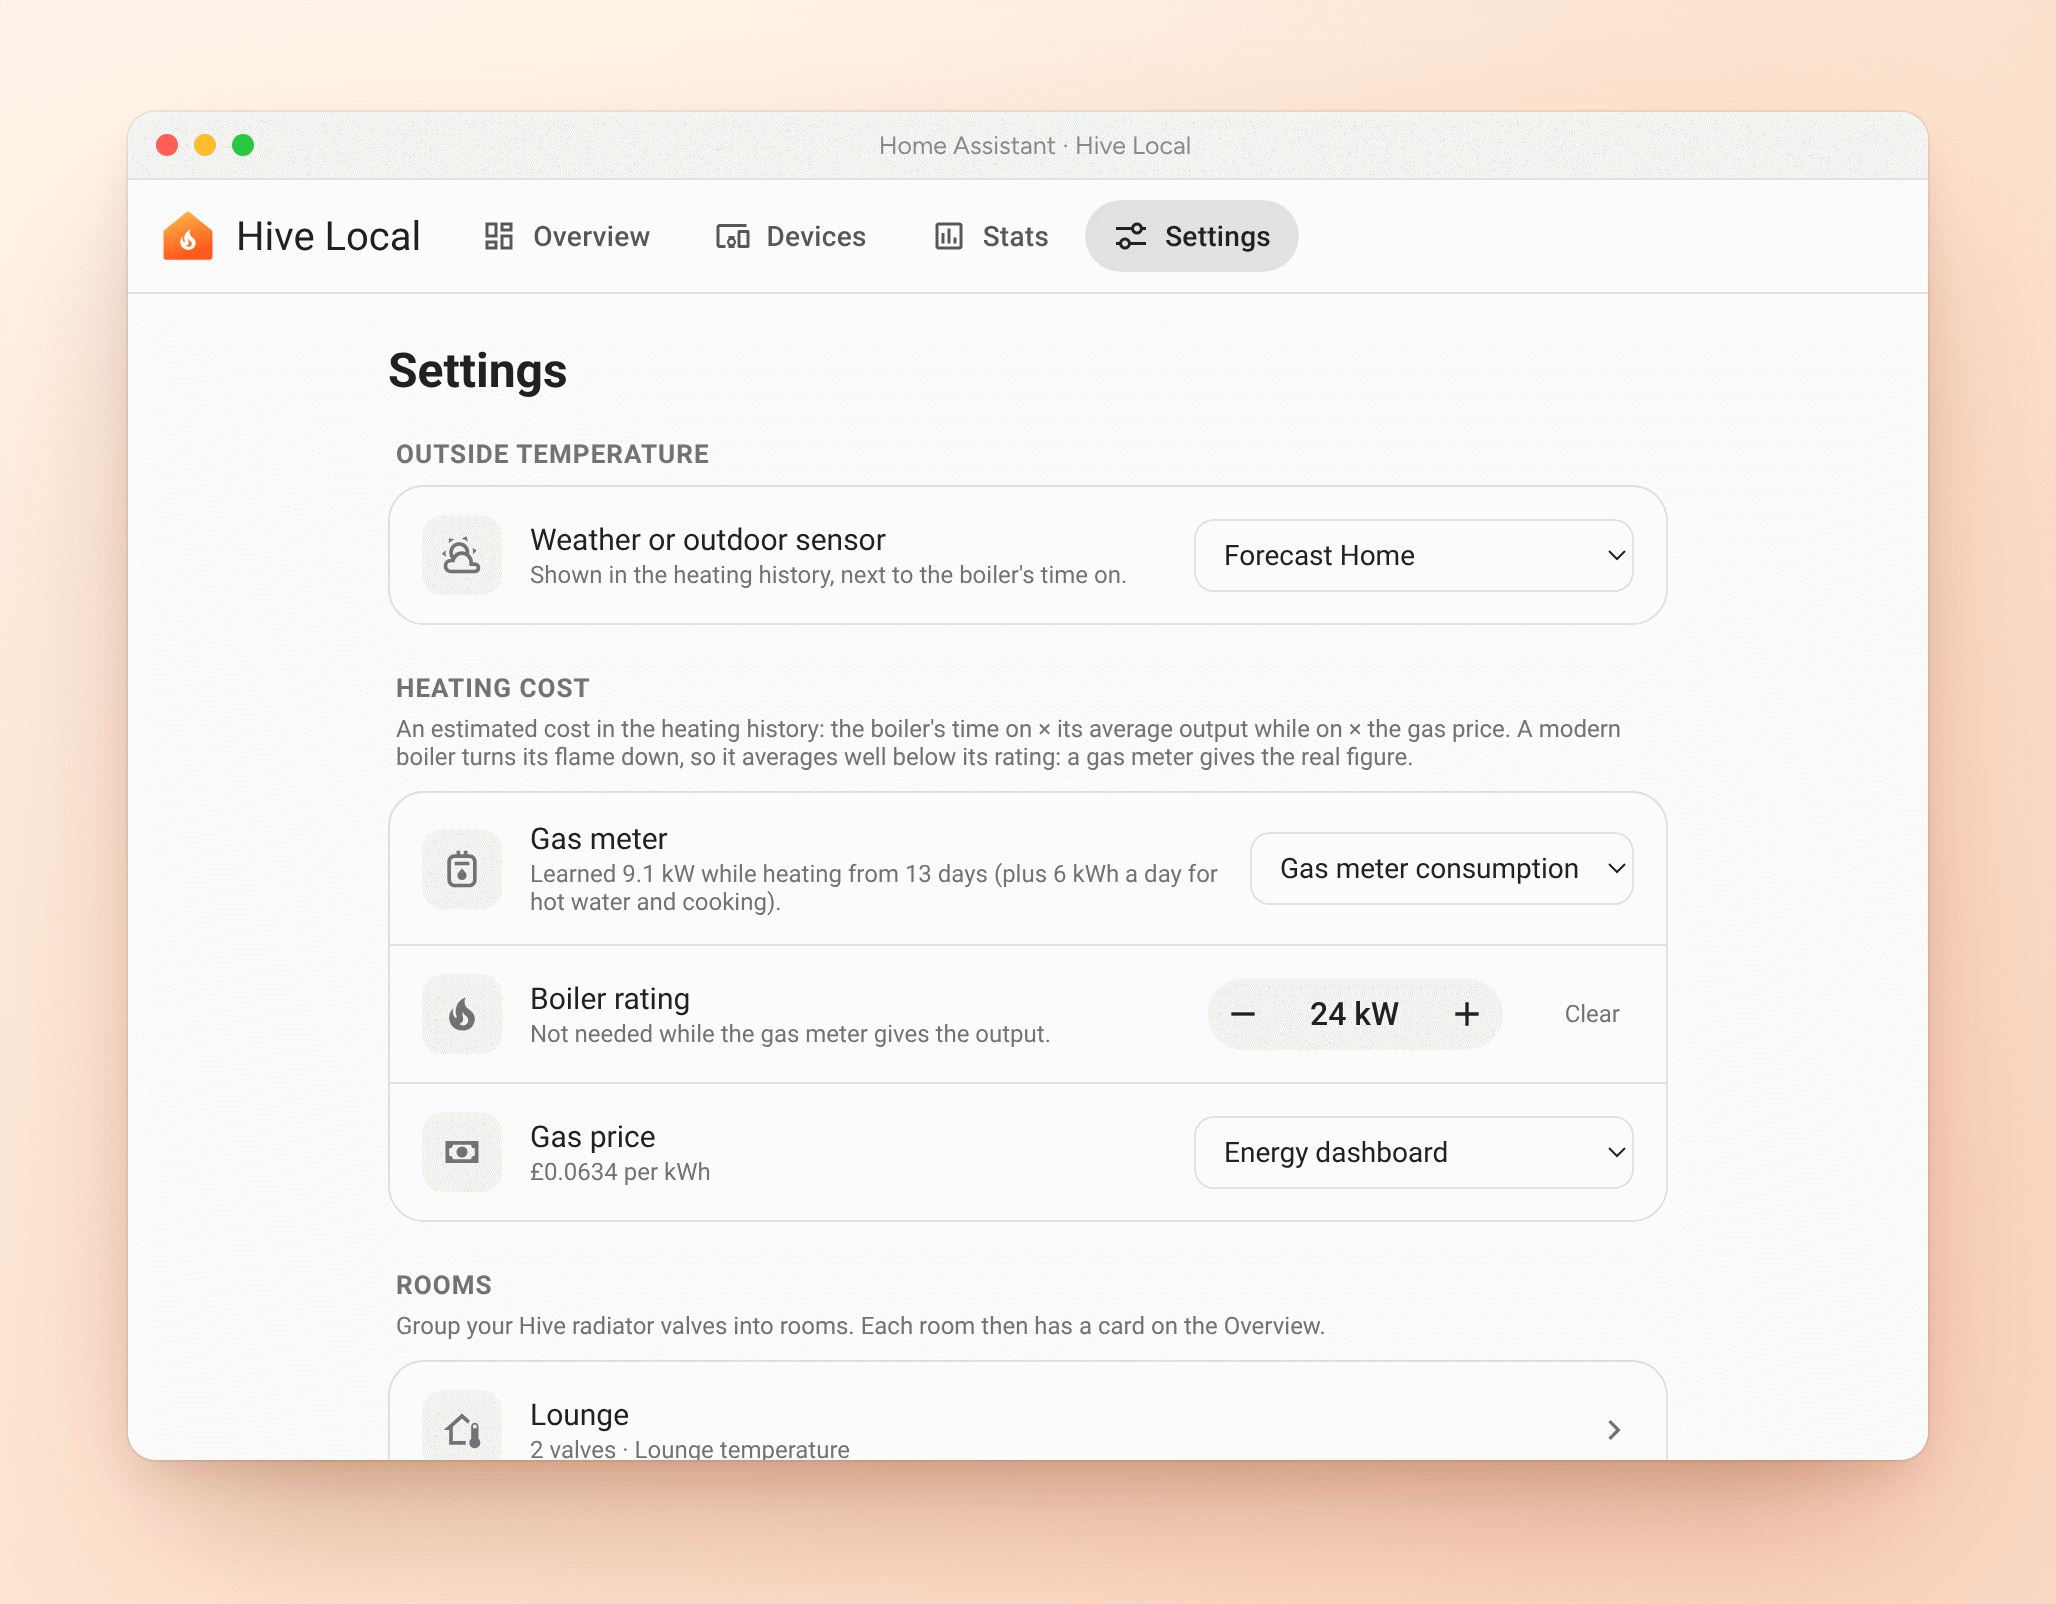 Home Assistant · Hive Local
Hive Local
Overview
Devices
Stats
Settings
Settings
OUTSIDE TEMPERATURE
Weather or outdoor sensor
Shown in the heating history, next to the boiler's time on.
Forecast Home
HEATING COST
An estimated cost in the heating history: the boiler's time on × its average output while on × the gas price. A modern
boiler turns its flame down, so it averages well below its rating: a gas meter gives the real figure.
Gas meter
Learned 9.1 kW while heating from 13 days (plus 6 kWh a day for
hot water and cooking).
Gas meter consumption
Boiler rating
Not needed while the gas meter gives the output.
24 kW
Clear
Gas price
£0.0634 per kWh
Energy dashboard
ROOMS
Group your Hive radiator valves into rooms. Each room then has a card on the Overview.
Lounge
2 valves · Lounge temperature